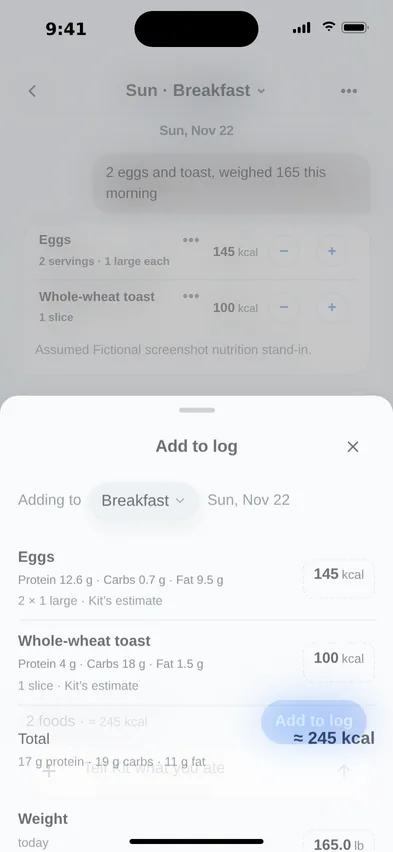 9:41
Sun · Breakfast
•••
Sun, Nov 22
2 eggs and toast, weighed 165 this
morning
Eggs
•••
2 servings · 1 large each
145 kcal
−
+
Whole-wheat toast
•••
1 slice
100 kcal
−
+
Assumed Fictional screenshot nutrition stand-in.
Add to log
Adding to Breakfast Sun, Nov 22
Eggs
Protein 12.6 g · Carbs 0.7 g · Fat 9.5 g
2 × 1 large · Kit's estimate
145 kcal
Whole-wheat toast
Protein 4 g · Carbs 18 g · Fat 1.5 g
1 slice · Kit's estimate
100 kcal
2 foods · ≈ 245 kcal
Add to log
Total
≈ 245 kcal
17 g protein · 19 g carbs · 11 g fat
Tell Kit what you ate
Weight
today
165.0 lb